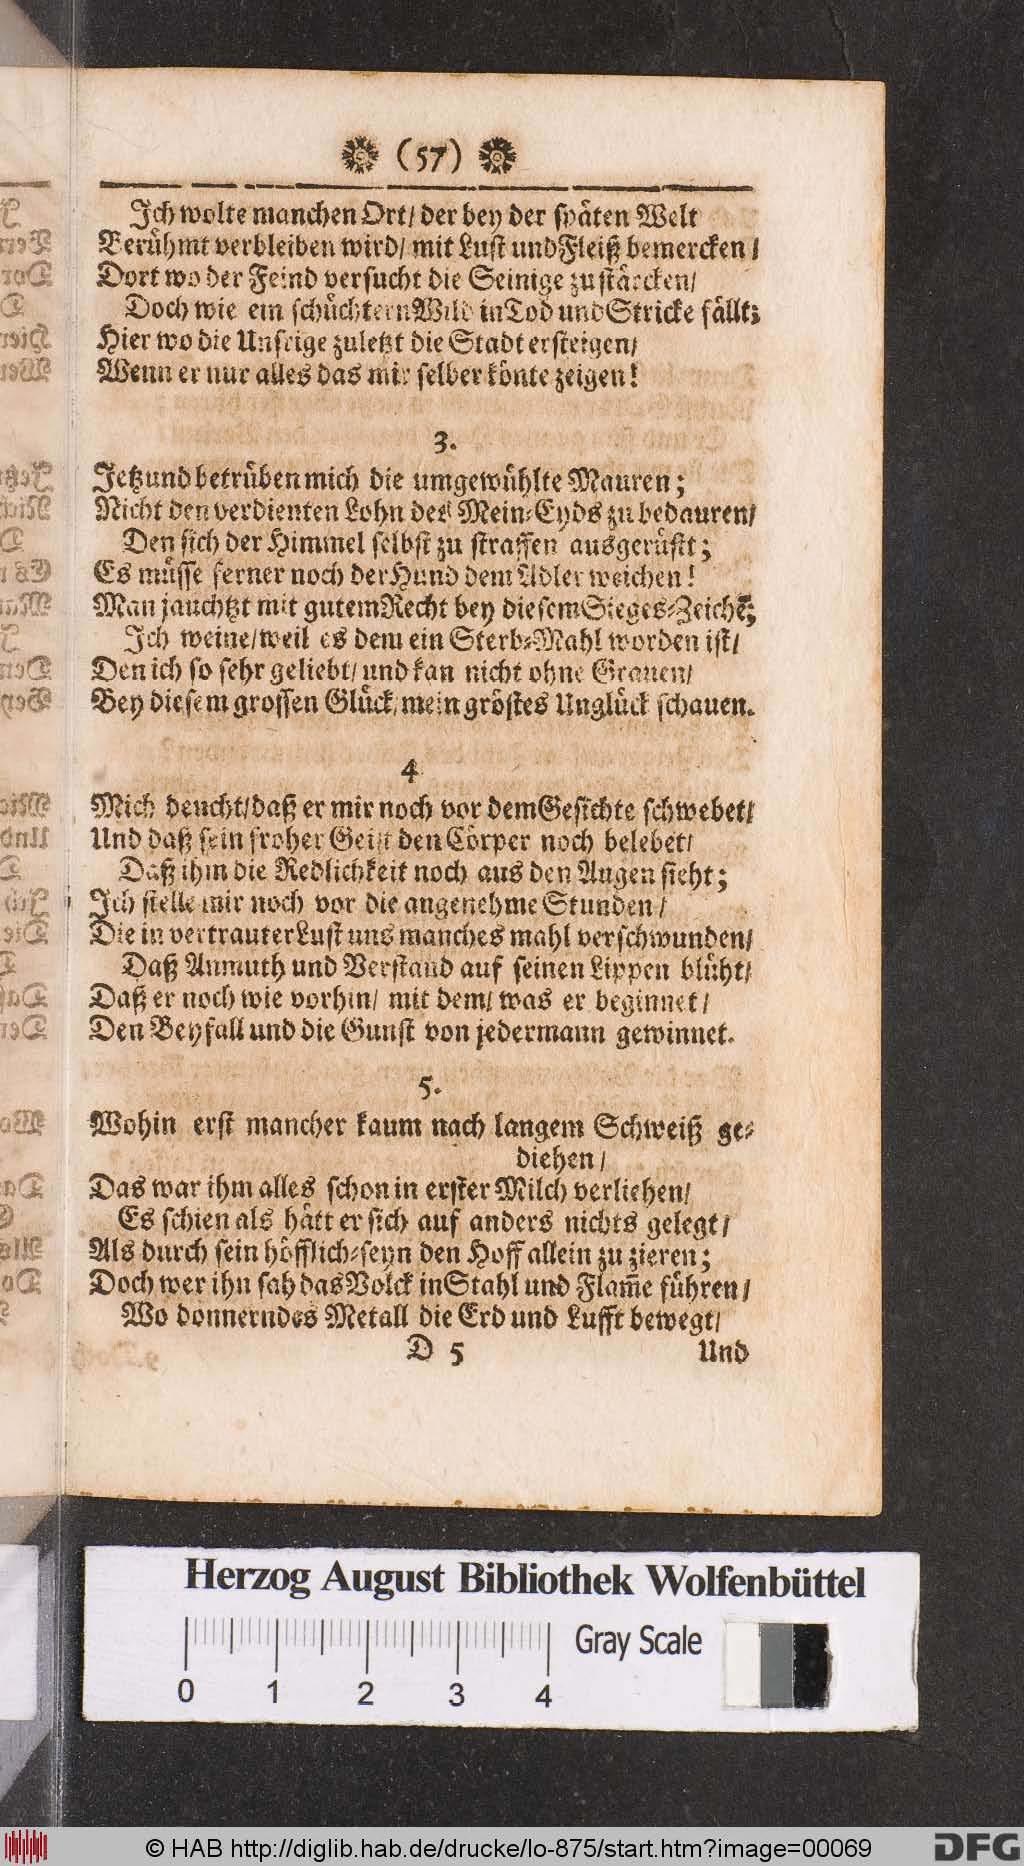 (57)
Ich wolte manchen Ort/ der bey der späten Welt
Berühmt verbleiben wird/ mit Lust und Fleiß bemercken/
Dort wo der Feind versucht die Seinige zu stärcken/
Doch wie ein schüchtern Wild in Tod und Stricke fällt;
Hier wo die Unsrige zuletzt die Stadt ersteigen/
Wenn er nur alles das mir selber könte zeigen!
3.
Jetzund betrüben mich die umgewühlte Mauren;
Nicht den verdienten Lohn des Mein-Eyds zu bedauren/
Den sich der Himmel selbst zu straffen ausgerüstt;
Es müsse ferner noch der Hund dem Adler weichen!
Man jauchtzt mit gutem Recht bey diesem Sieges-Zeichē;
Ich weine/ weil es dem ein Sterb-Mahl worden ist/
Den ich so sehr geliebt/ und kan nicht ohne Grauen/
Bey diesem grossen Glück/ mein gröstes Unglück schauen.
4
Mich deucht/ daß er mir noch vor dem Gesichte schwebet/
Und daß sein froher Geist den Cörper noch belebet/
Daß ihm die Redlichkeit noch aus den Augen sieht;
Ich stelle mir noch vor die angenehme Stunden/
Die in vertrauter Lust uns manches mahl verschwunden/
Daß Anmuth und Verstand auf seinen Lippen blüht/
Daß er noch wie vorhin/ mit dem/ was er beginnet/
Den Beyfall und die Gunst von jedermann gewinnet.
5.
Wohin erst mancher kaum nach langem Schweiß ge-
diehen/
Das war ihm alles schon in erster Milch verliehen/
Es schien als hätt er sich auf anders nichts gelegt/
Als durch sein höfflich-seyn den Hoff allein zu zieren;
Doch wer ihn sah das Volck in Stahl und Flam̅e führen/
Wo donnerndes Metall die Erd und Lufft bewegt/
D 5 Und
Herzog August Bibliothek Wolfenbüttel
Gray Scale
0 1 2 3 4
© HAB http://diglib.hab.de/drucke/lo-875/start.htm?image=00069
DFG